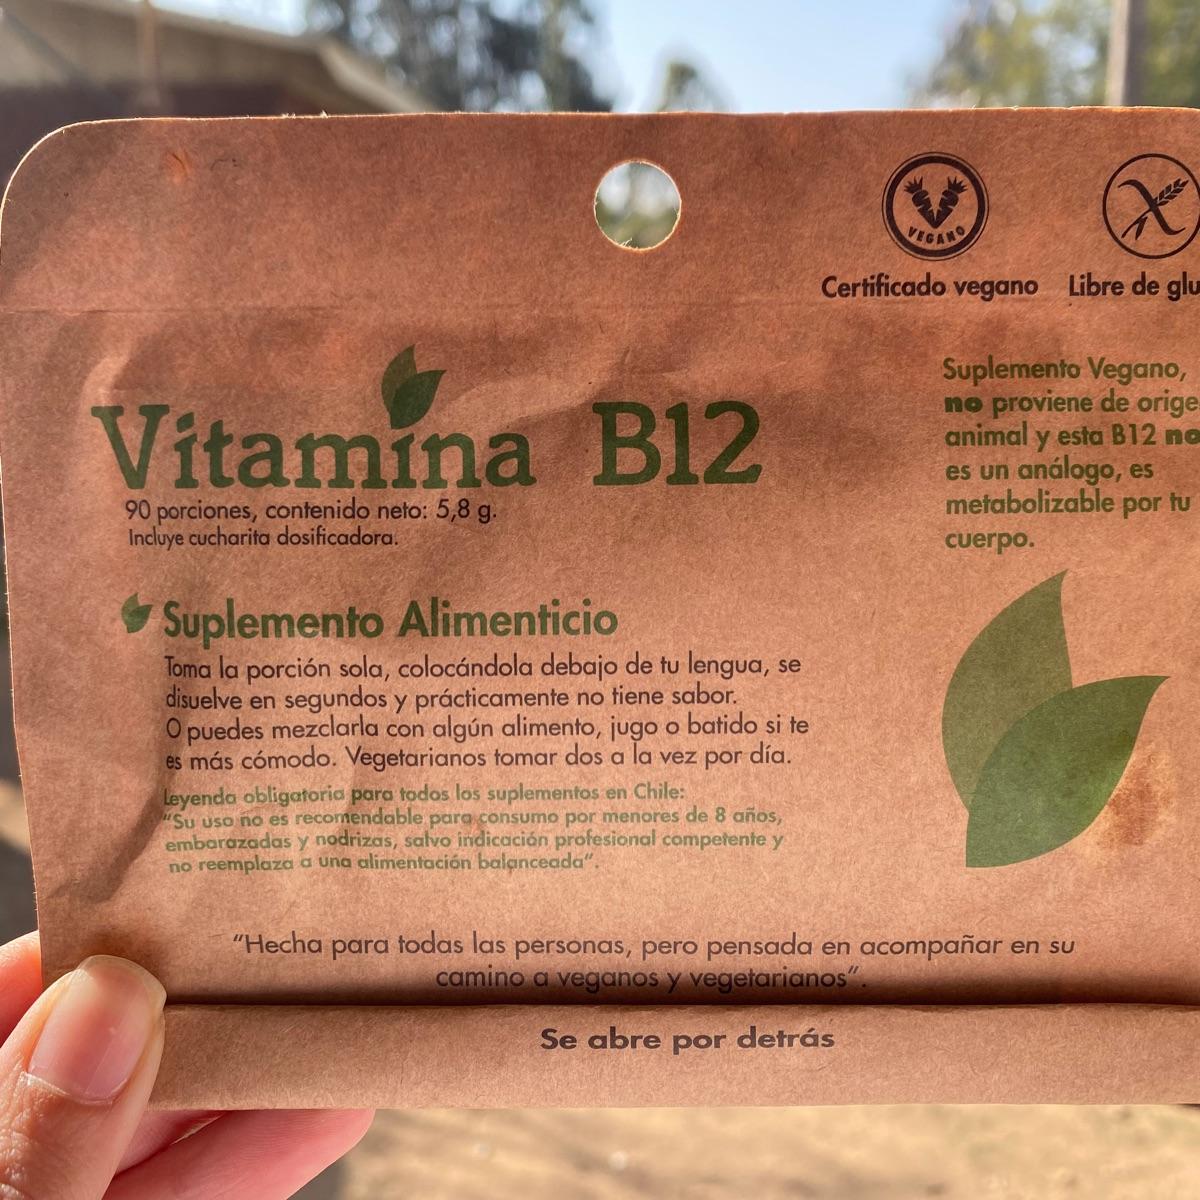 VEGANO
Certificado vegano
Libre de
Vitamina B12
90 porciones, contenido neto: 5,8 g.
Incluye cucharita dosificadora.
Suplemento Vegano,
no proviene de
animal y esta B12 no
es un análogo, es
metabolizable por tu
cuerpo.
Suplemento Alimenticio
Toma la porción sola, colocándola debajo de tu lengua, se
disuelve en segundos y prácticamente no tiene sabor.
O puedes mezclarla con algún alimento, jugo o batido si te
es más cómodo. Vegetarianos tomar dos a la vez por día.
Leyenda obligatoria para todos los suplementos en Chile:
“Su uso no es recomendable para consumo por menores de 8 años,
embarazadas y nodrizas, salvo indicación profesional competente y
no reemplaza a una alimentación balanceada”.
“Hecha para todas las personas, pero pensada en acompañar en su
camino a veganos y vegetarianos”.
Se abre por detrás